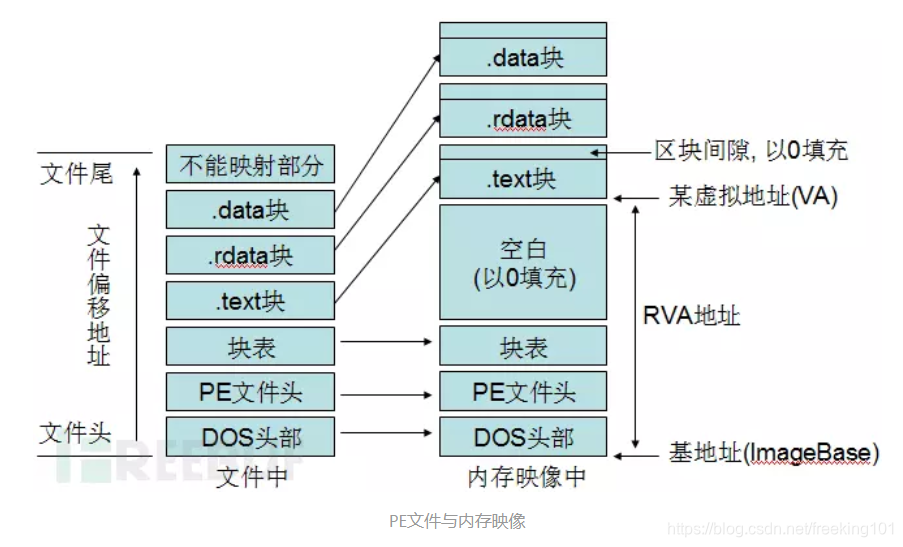 .data块
.rdata块
区块间隙, 以0填充
.text块
某虚拟地址(VA)
空白
(以0填充)
RVA地址
块表
PE文件头
DOS头部
基地址(ImageBase)
内存映像中
文件尾
不能映射部分
.data块
.rdata块
.text块
块表
PE文件头
DOS头部
文件偏移地址
文件头
文件中
REEBUF
PE文件与内存映像
https://blog.csdn.net/freeking101